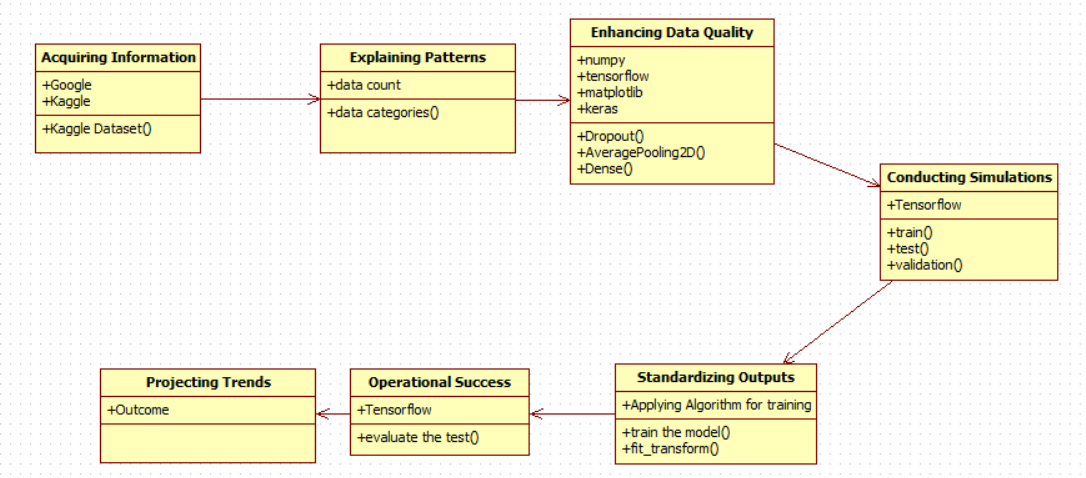 Acquiring Information
+Google
+Kaggle
+Kaggle Dataset()
Explaining Patterns
+data count
+data categories()
Enhancing Data Quality
+numpy
+tensorflow
+matplotlib
+keras
+Dropout()
+AveragePooling2D()
+Dense()
Conducting Simulations
+Tensorflow
+train()
+test()
+validation()
Standardizing Outputs
+Applying Algorithm for training
+train the model()
+fit_transform()
Operational Success
+Tensorflow
+evaluate the test()
Projecting Trends
+Outcome